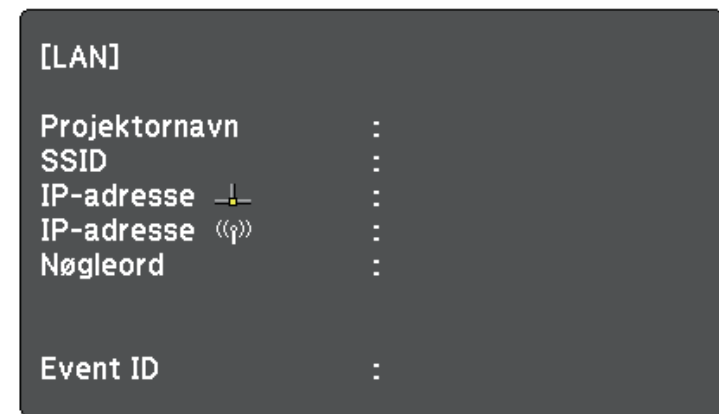 [LAN]
Projektornavn :
SSID :
IP-adresse :
IP-adresse :
Nøgleord :
Event ID :